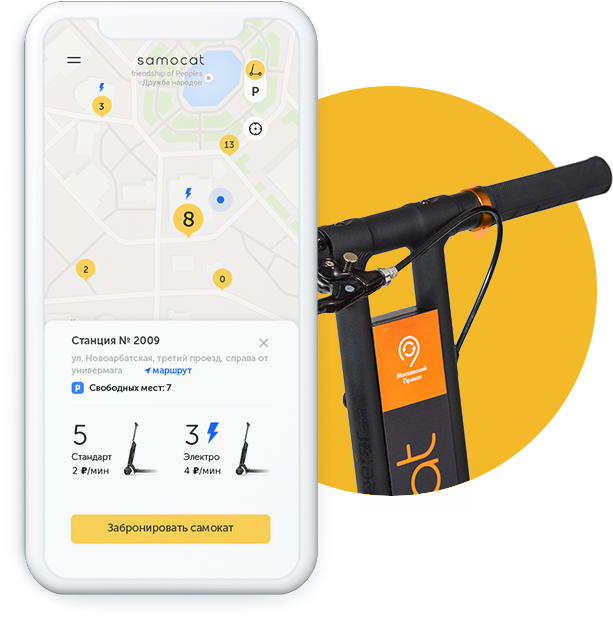 samocat
friendship of Peoples
Дружба народов
P
3
13
8
2
0
Станция № 2009
ул. Новоарбатская, третий проезд, справа от
универмага маршрут
P Свободных мест: 7
5 3
Стандарт Электро
2 ₽/мин 4 ₽/мин
Забронировать самокат
Московский
Прокат
at